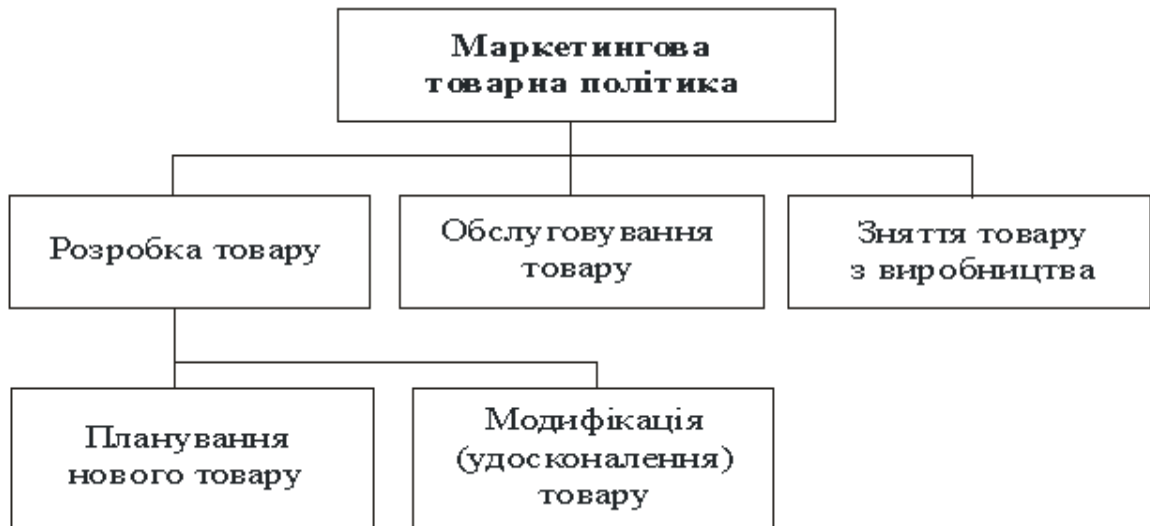 Маркетингова
товарна політика
Розробка товару
Обслуговування
товару
Зняття товару
з виробництва
Планування
нового товару
Модифікація
(удосконалення)
товару